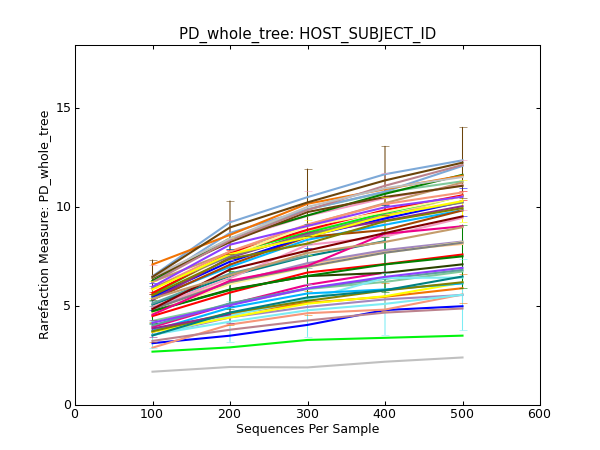 PD_whole_tree: HOST_SUBJECT_ID
15
10
5
0
Rarefaction Measure: PD_whole_tree
0 100 200 300 400 500 600
Sequences Per Sample